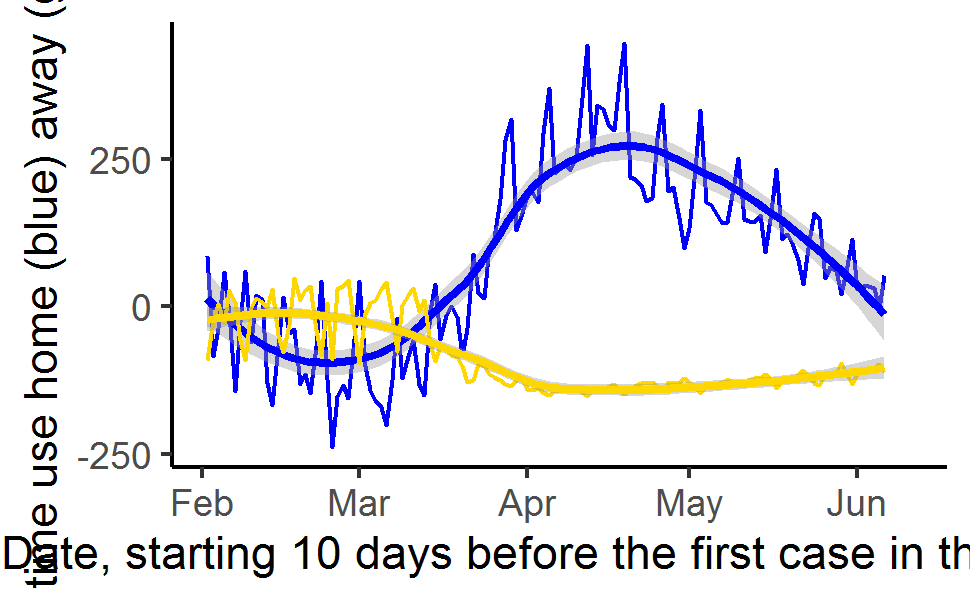 time use home (blue) away (
250
0
-250
Feb Mar Apr May Jun
Date, starting 10 days before the first case in th